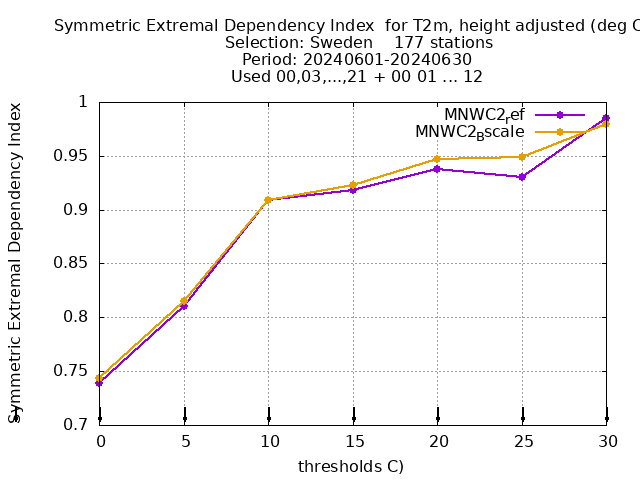 Symmetric Extremal Dependency Index  for T2m, height adjusted (deg C
Selection: Sweden    177 stations
Period: 20240601-20240630
Used 00,03,...,21 + 00 01 ... 12
Symmetric Extremal Dependency Index
MNWC2ref
MNWC2Bscale
1
0.95
0.9
0.85
0.8
0.75
0.7
0 5 10 15 20 25 30
thresholds C)